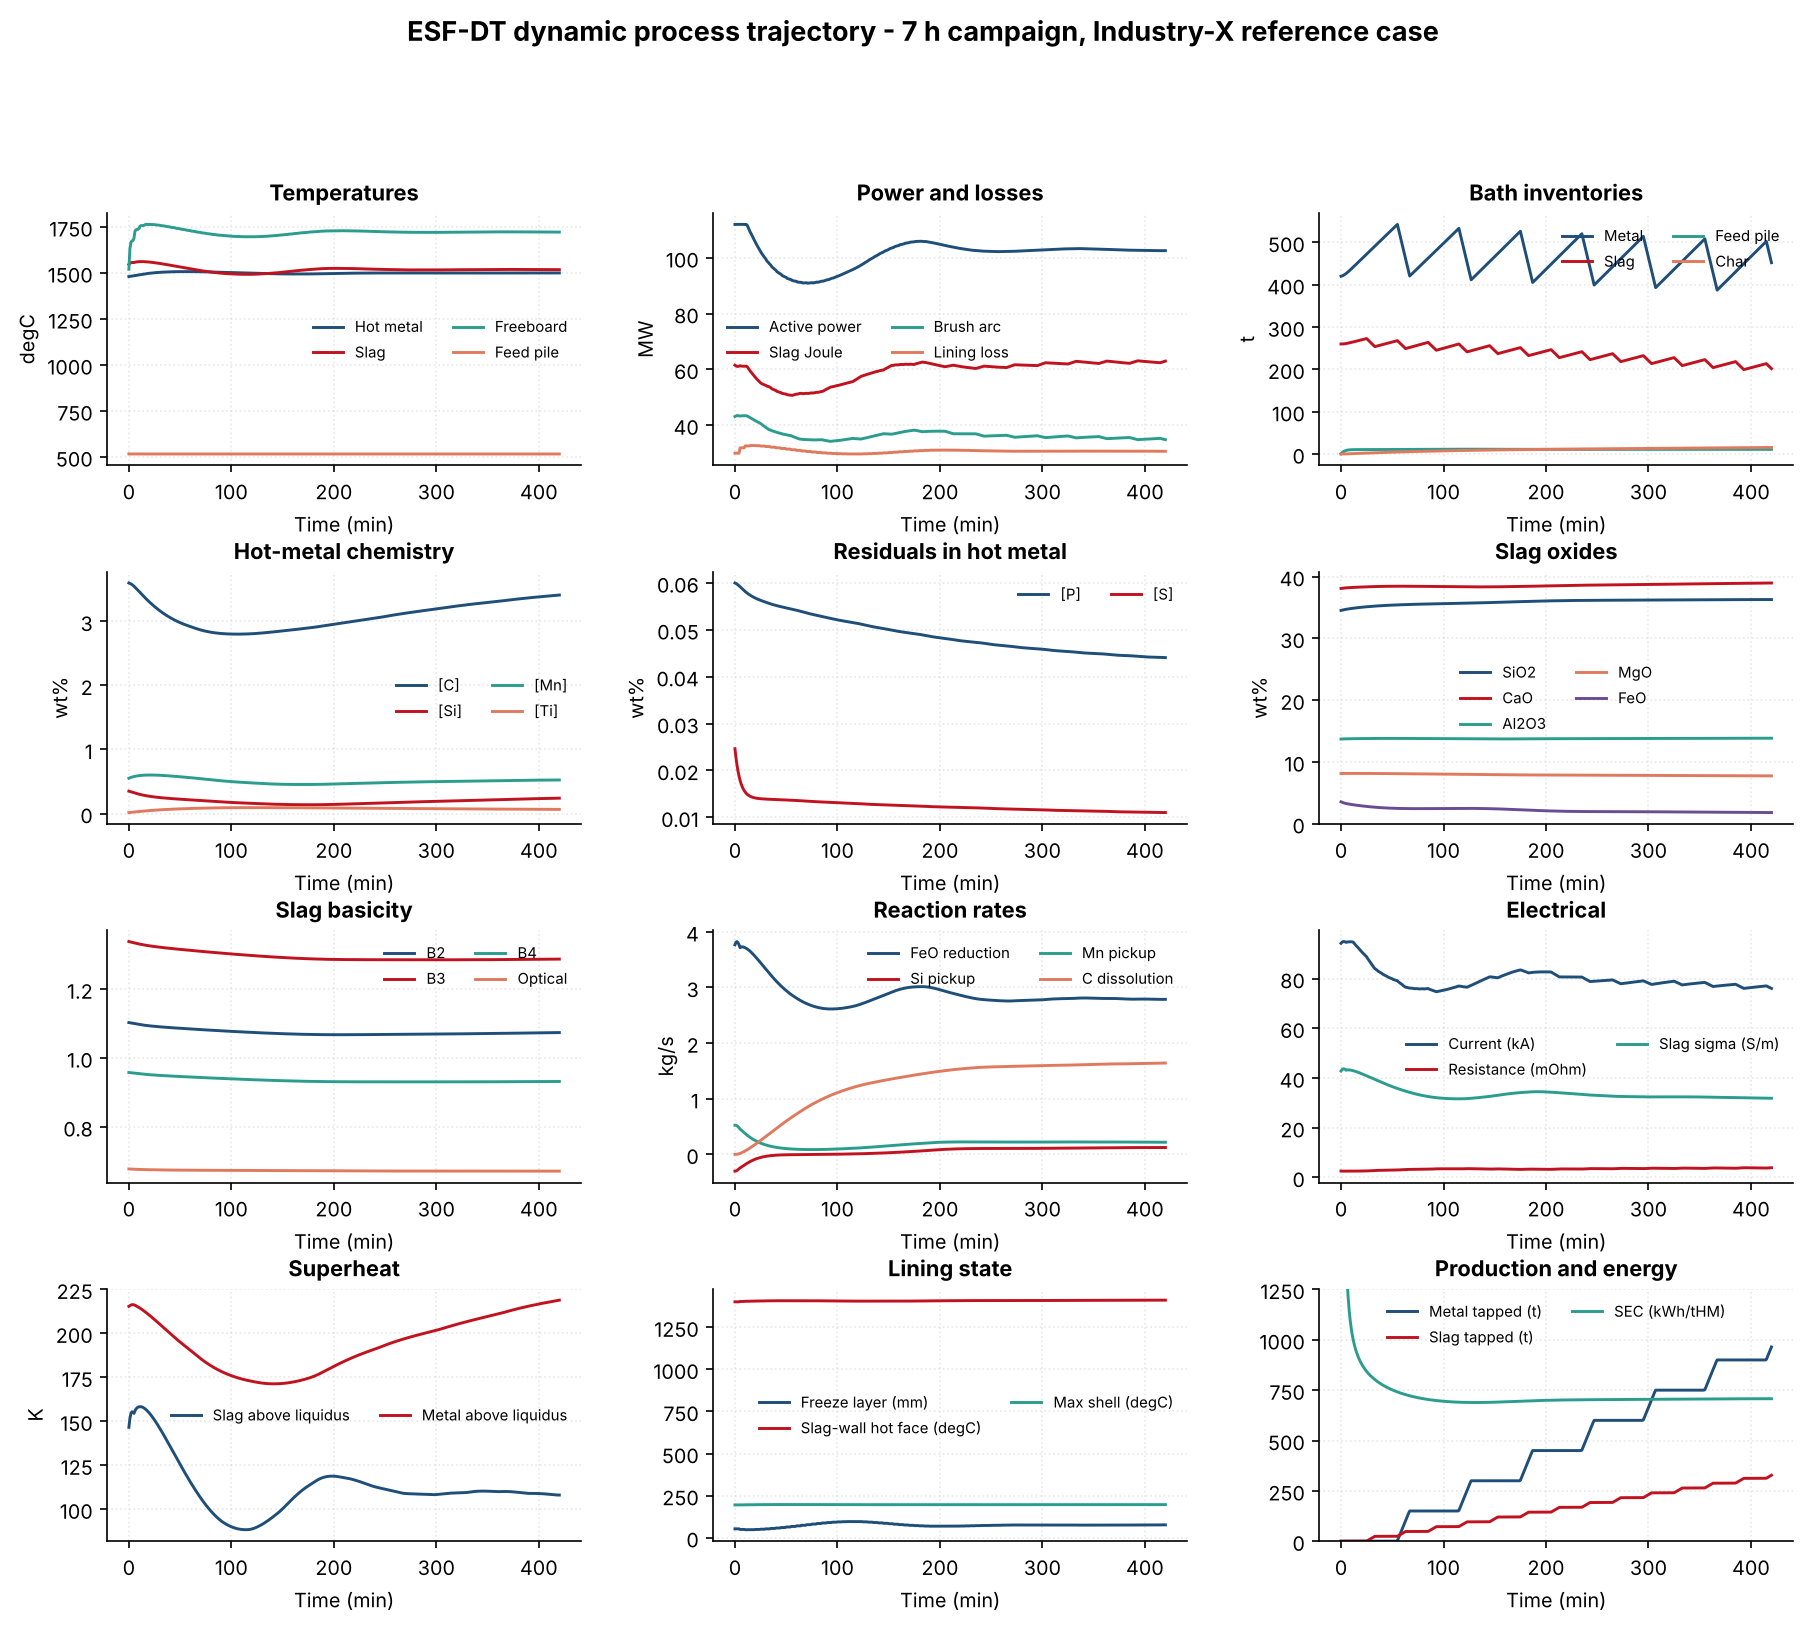 ESF-DT dynamic process trajectory - 7 h campaign, Industry-X reference case
Temperatures
degC
1750
1500
1250
1000
750
500
Hot metal
Freeboard
Slag
Feed pile
0 100 200 300 400
Time (min)
Power and losses
MW
100
80
60
40
Active power
Brush arc
Slag Joule
Lining loss
0 100 200 300 400
Time (min)
Bath inventories
t
500
400
300
200
100
0
Metal
Feed pile
Slag
Char
0 100 200 300 400
Time (min)
Hot-metal chemistry
wt%
3
2
1
0
[C]
[Mn]
[Si]
[Ti]
0 100 200 300 400
Time (min)
Residuals in hot metal
wt%
0.06
0.05
0.04
0.03
0.02
0.01
[P]
[S]
0 100 200 300 400
Time (min)
Slag oxides
wt%
40
30
20
10
0
SiO2
MgO
CaO
FeO
Al2O3
0 100 200 300 400
Time (min)
Slag basicity
1.2
1.0
0.8
B2
B4
B3
Optical
0 100 200 300 400
Time (min)
Reaction rates
kg/s
4
3
2
1
0
FeO reduction
Mn pickup
Si pickup
C dissolution
0 100 200 300 400
Time (min)
Electrical
80
60
40
20
0
Current (kA)
Slag sigma (S/m)
Resistance (mOhm)
0 100 200 300 400
Time (min)
Superheat
K
225
200
175
150
125
100
Slag above liquidus
Metal above liquidus
0 100 200 300 400
Time (min)
Lining state
1250
1000
750
500
250
0
Freeze layer (mm)
Max shell (degC)
Slag-wall hot face (degC)
0 100 200 300 400
Time (min)
Production and energy
1250
1000
750
500
250
0
Metal tapped (t)
SEC (kWh/tHM)
Slag tapped (t)
0 100 200 300 400
Time (min)